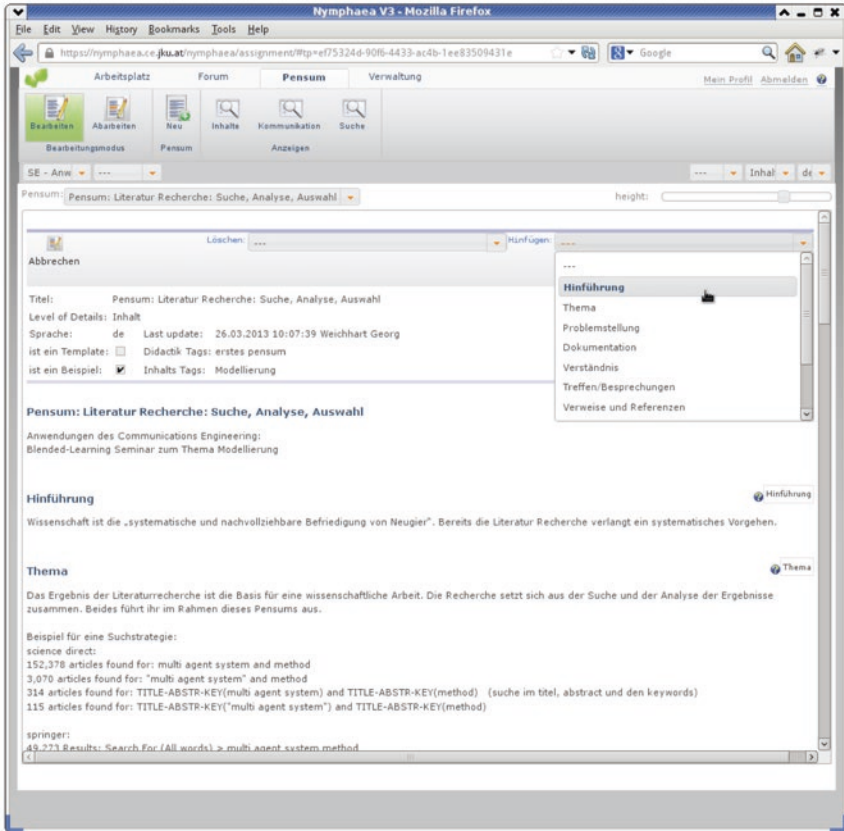 Nymphaea V3 - Mozilla Firefox
File Edit View History Bookmarks Tools Help
https://nymphaea.ce.jku.at/nymphaea/assignment/#tp=ef75324d-90f6-4433-ac4b-1ee83509431e
Google
Arbeitsplatz Forum Pensum Verwaltung
Mein Profil Abmelden
Bearbeiten Abarbeiten Neu Inhalte Kommunikation Suche
Bearbeitungsmodus Pensum Anzeigen
SE - Anw --- --- Inhal de
Pensum: Pensum: Literatur Recherche: Suche, Analyse, Auswahl height:
Löschen: --- Hinfügen: ---
Abbrechen
---
Hinführung
Thema
Problemstellung
Dokumentation
Verständnis
Treffen/Besprechungen
Verweise und Referenzen
Titel: Pensum: Literatur Recherche: Suche, Analyse, Auswahl
Level of Details: Inhalt
Sprache: de Last update: 26.03.2013 10:07:39 Weichhart Georg
ist ein Template: Didactik Tags: erstes pensum
ist ein Beispiel: Inhalts Tags: Modellierung
Pensum: Literatur Recherche: Suche, Analyse, Auswahl
Anwendungen des Communications Engineering:
Blended-Learning Seminar zum Thema Modellierung
Hinführung Hinführung
Wissenschaft ist die „systematische und nachvollziehbare Befriedigung von Neugier". Bereits die Literatur Recherche verlangt ein systematisches Vorgehen.
Thema Thema
Das Ergebnis der Literaturrecherche ist die Basis für eine wissenschaftliche Arbeit. Die Recherche setzt sich aus der Suche und der Analyse der Ergebnisse
zusammen. Beides führt ihr im Rahmen dieses Pensums aus.
Beispiel für eine Suchstrategie:
science direct:
152,378 articles found for: multi agent system and method
3,070 articles found for: "multi agent system" and method
314 articles found for: TITLE-ABSTR-KEY(multi agent system) and TITLE-ABSTR-KEY(method) (suche im titel, abstract und den keywords)
115 articles found for: TITLE-ABSTR-KEY("multi agent system") and TITLE-ABSTR-KEY(method)
springer:
49.273 Results: Search For (All words) > multi agent system method